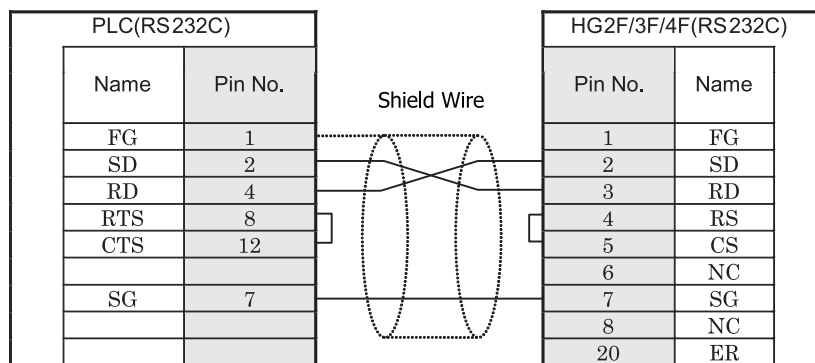 PLC(RS232C) HG2F/3F/4F(RS232C)
Name Pin No. Shield Wire Pin No. Name
FG 1 1 FG
SD 2 2 SD
RD 4 3 RD
RTS 8 4 RS
CTS 12 5 CS
6 NC
SG 7 7 SG
8 NC
20 ER